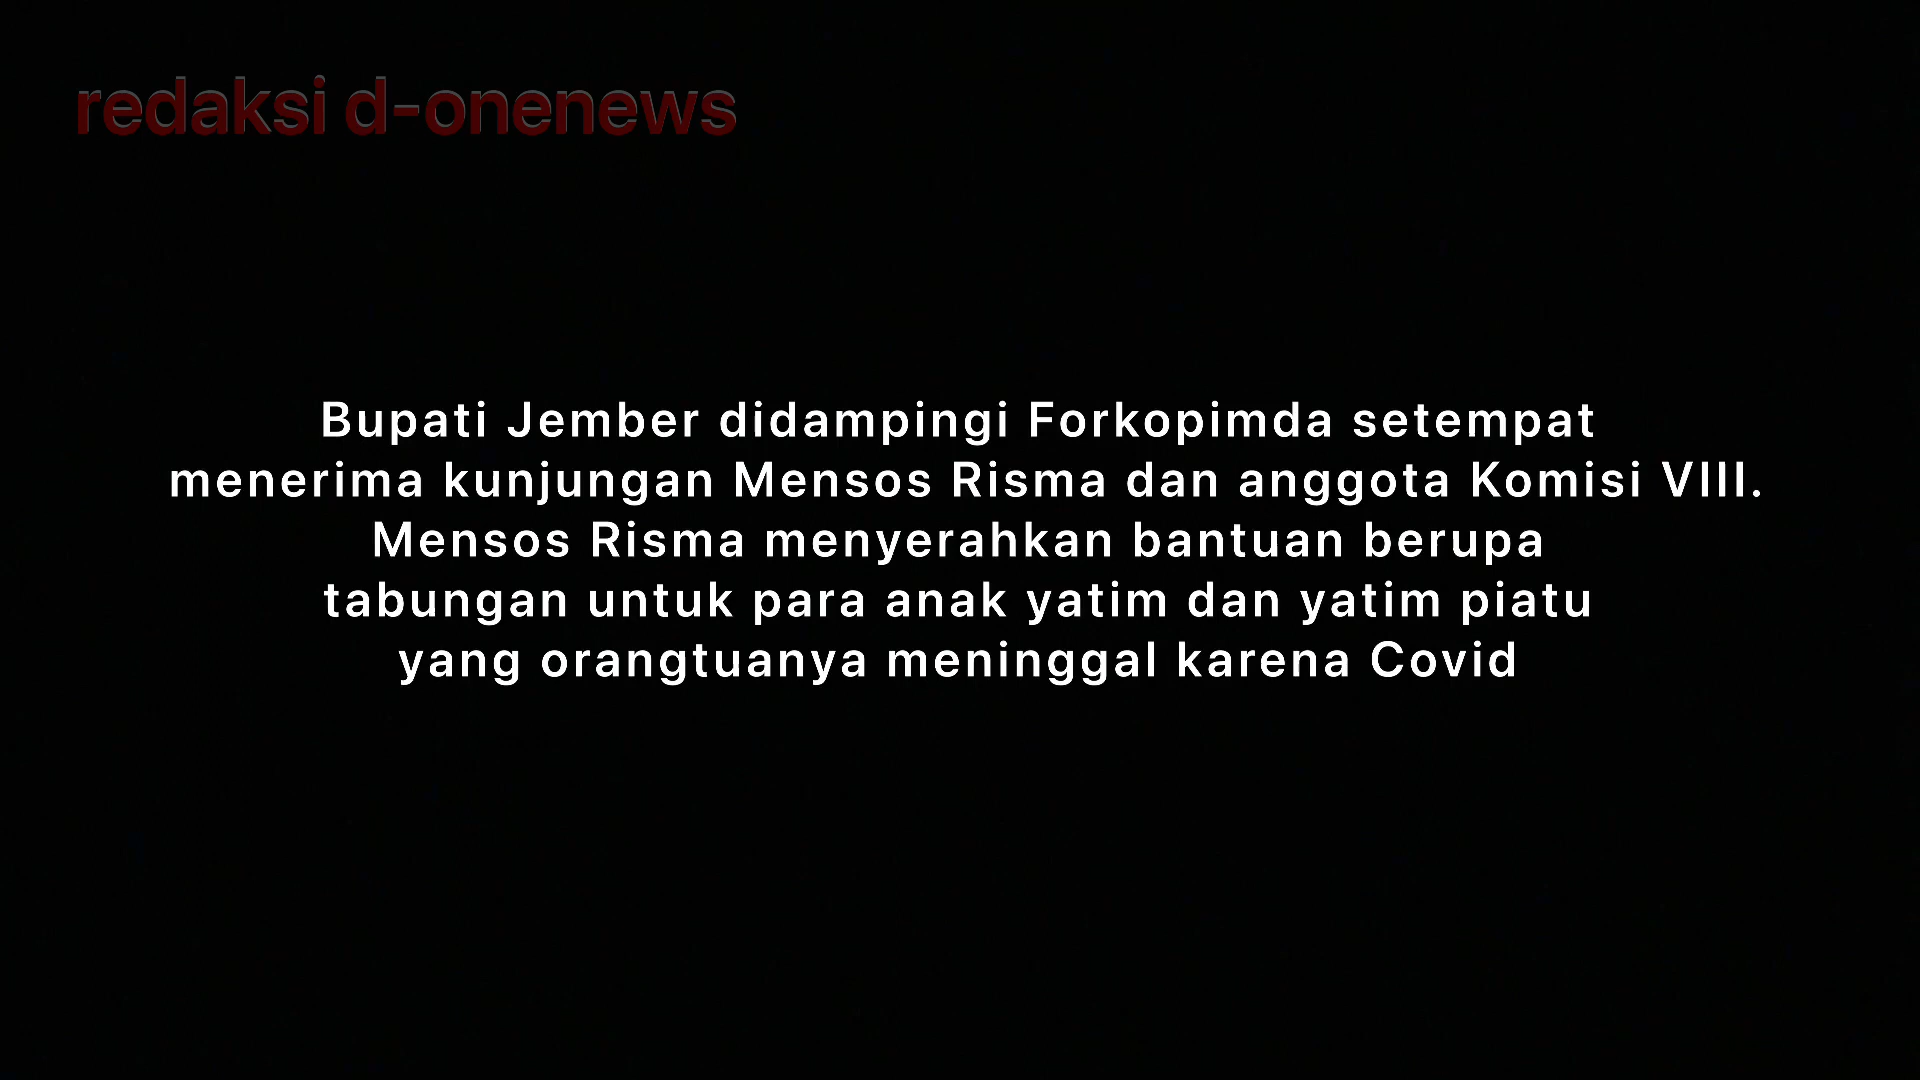 redaksi d-onenews
Bupati Jember didampingi Forkopimda setempat
menerima kunjungan Mensos Risma dan anggota Komisi VIII.
Mensos Risma menyerahkan bantuan berupa
tabungan untuk para anak yatim dan yatim piatu
yang orangtuanya meninggal karena Covid